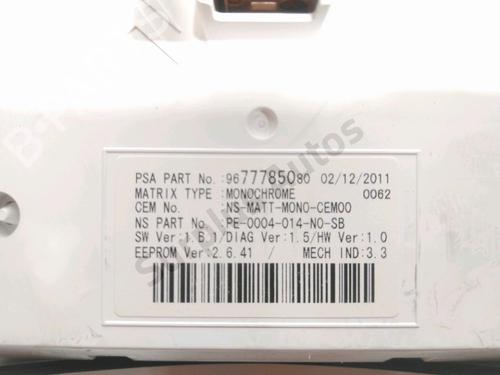 PSA PART No. :9677785080 02/12/2011
MATRIX TYPE :MONOCHROME 0062
CEM No. :NS-MATT-MONO-CEM00
NS PART No. :PE-0004-014-NO-SB
SW Ver:1.6.1/DIAG Ver:1.5/HW Ver:1.0
EEPROM Ver:2.6.41 / MECH IND:3.3